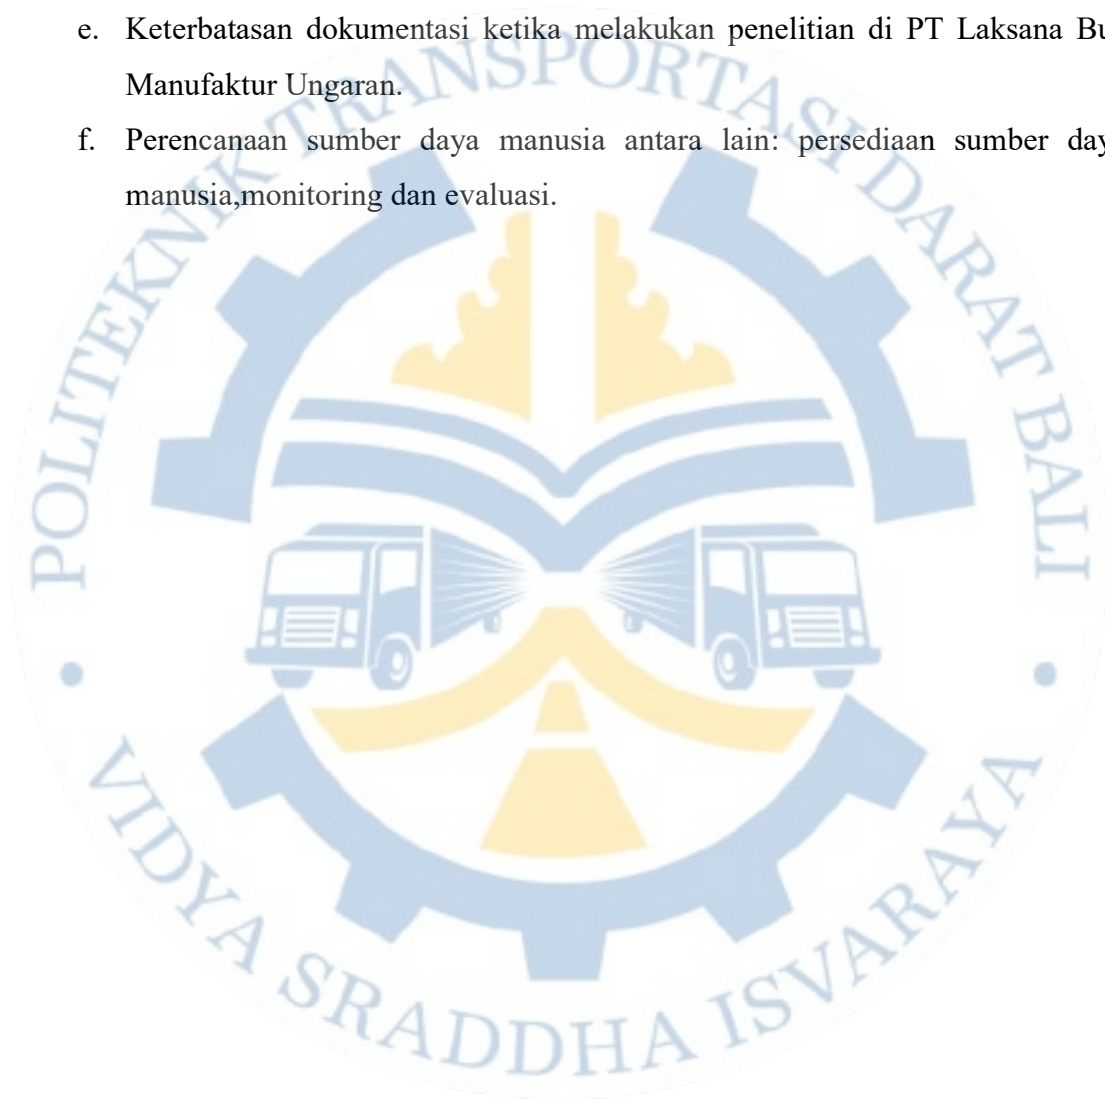 e. Keterbatasan dokumentasi ketika melakukan penelitian di PT Laksana Bu
Manufaktur Ungaran.
f. Perencanaan sumber daya manusia antara lain: persediaan sumber day
manusia,monitoring dan evaluasi.
POLITEKNIK TRANSPORTASI DARAT BALI
• VIDYA SRADDHA ISVARAYA •